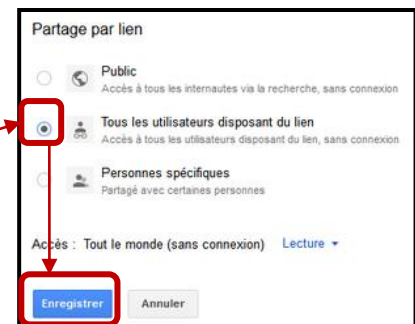 Partage par lien
Public
Accès à tous les internautes via la recherche, sans connexion
Tous les utilisateurs disposant du lien
Accès à tous les utilisateurs disposant du lien, sans connexion
Personnes spécifiques
Partagé avec certaines personnes
Accès : Tout le monde (sans connexion) Lecture
Enregistrer Annuler